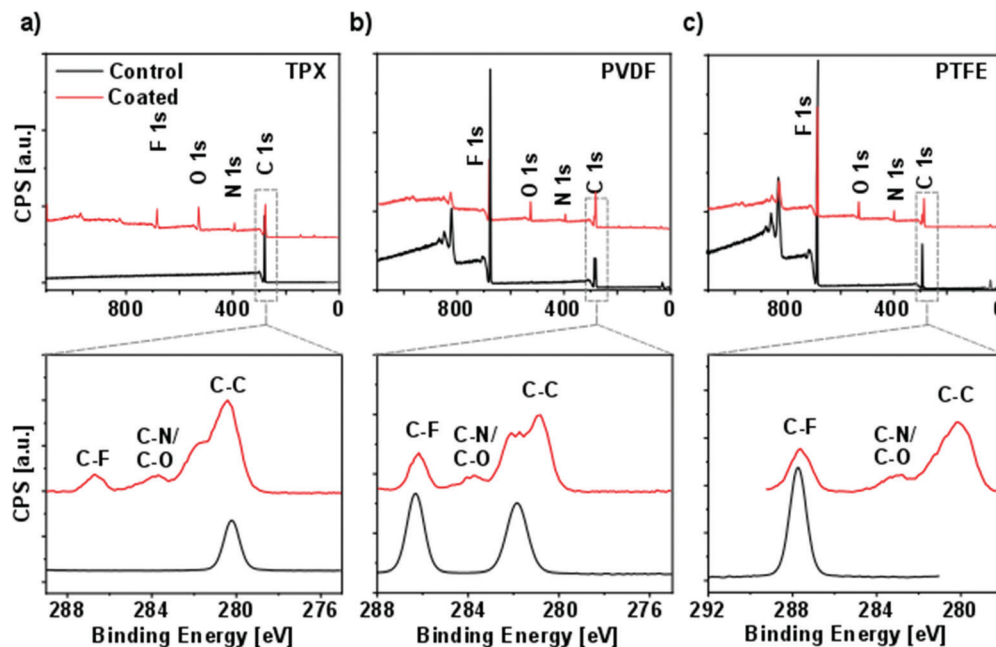 a)
b)
c)
Control
Coated
TPX
F 1s
O 1s
N 1s
C 1s
CPS [a.u.]
800
400
0
PVDF
F 1s
O 1s
N 1s
C 1s
800
400
0
PTFE
F 1s
O 1s
N 1s
C 1s
800
400
0
CPS [a.u.]
C-F
C-N/
C-O
C-C
288
284
280
276
Binding Energy [eV]
C-F
C-N/
C-O
C-C
288
284
280
276
Binding Energy [eV]
C-F
C-N/
C-O
C-C
292
288
284
280
Binding Energy [eV]